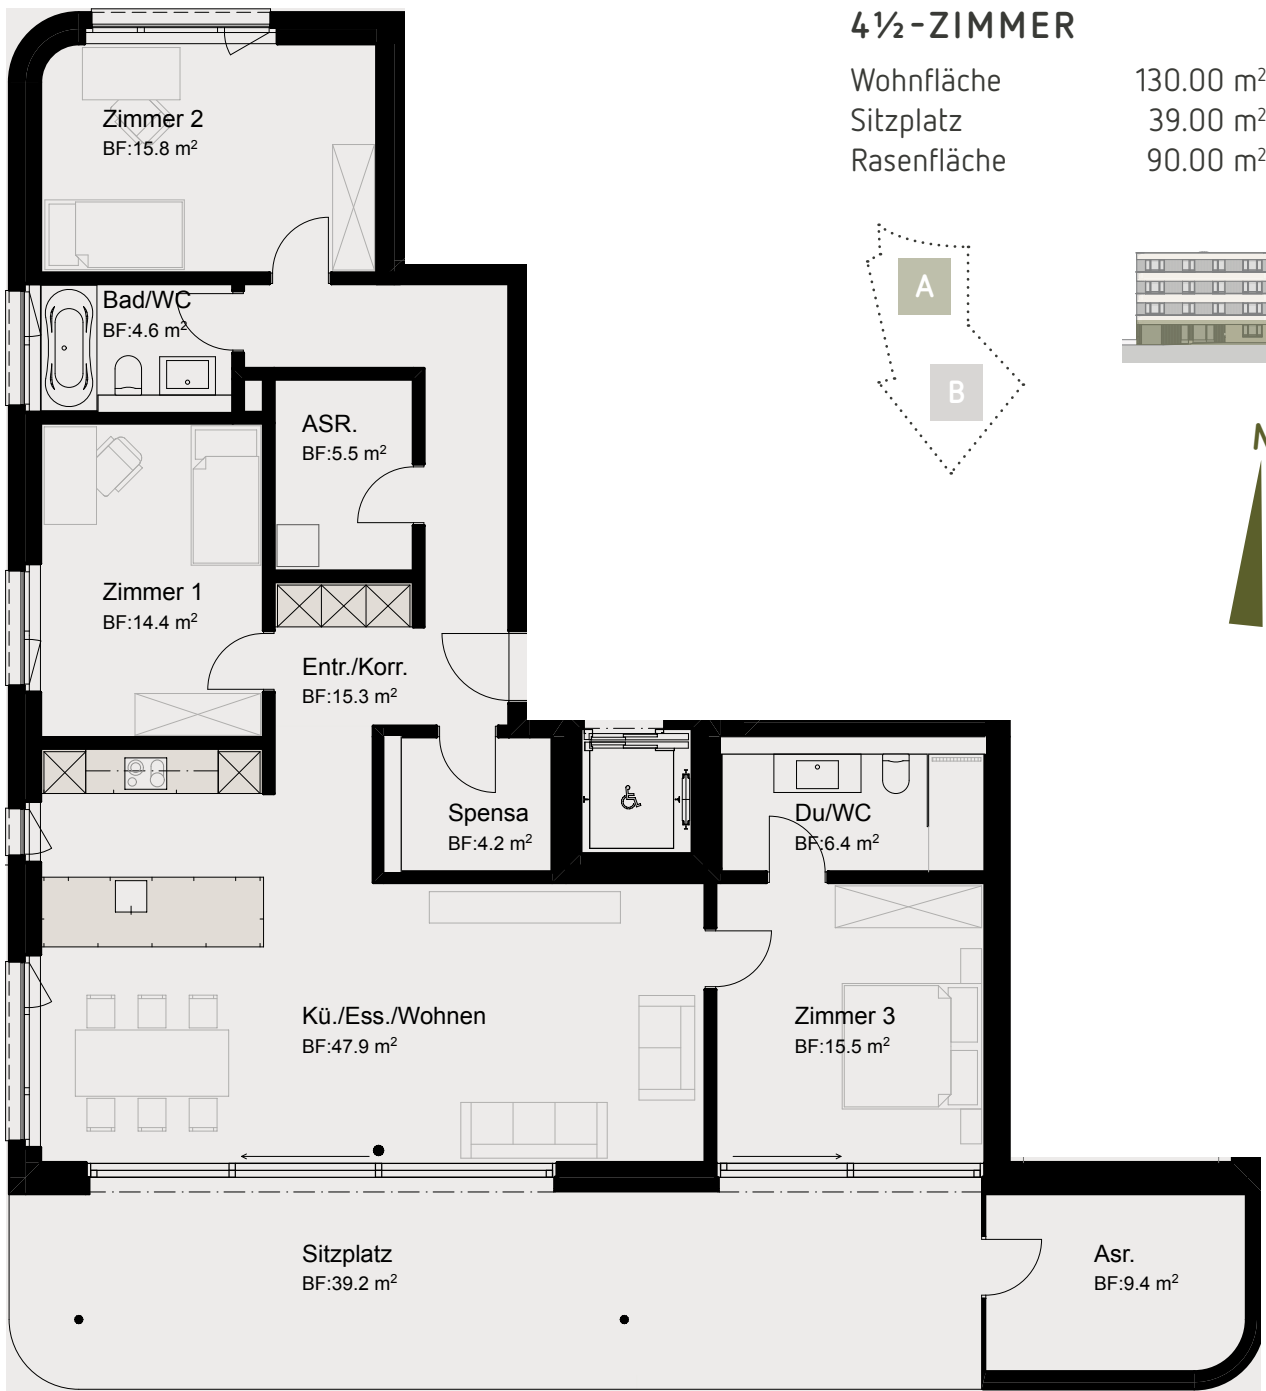 4½-ZIMMER
Wohnfläche 130.00 m²
Sitzplatz 39.00 m²
Rasenfläche 90.00 m²
A
B
N
Zimmer 2
BF:15.8 m²
Bad/WC
BF:4.6 m²
ASR.
BF:5.5 m²
Zimmer 1
BF:14.4 m²
Entr./Korr.
BF:15.3 m²
Spensa
BF:4.2 m²
Du/WC
BF:6.4 m²
Kü./Ess./Wohnen
BF:47.9 m²
Zimmer 3
BF:15.5 m²
Sitzplatz
BF:39.2 m²
Asr.
BF:9.4 m²